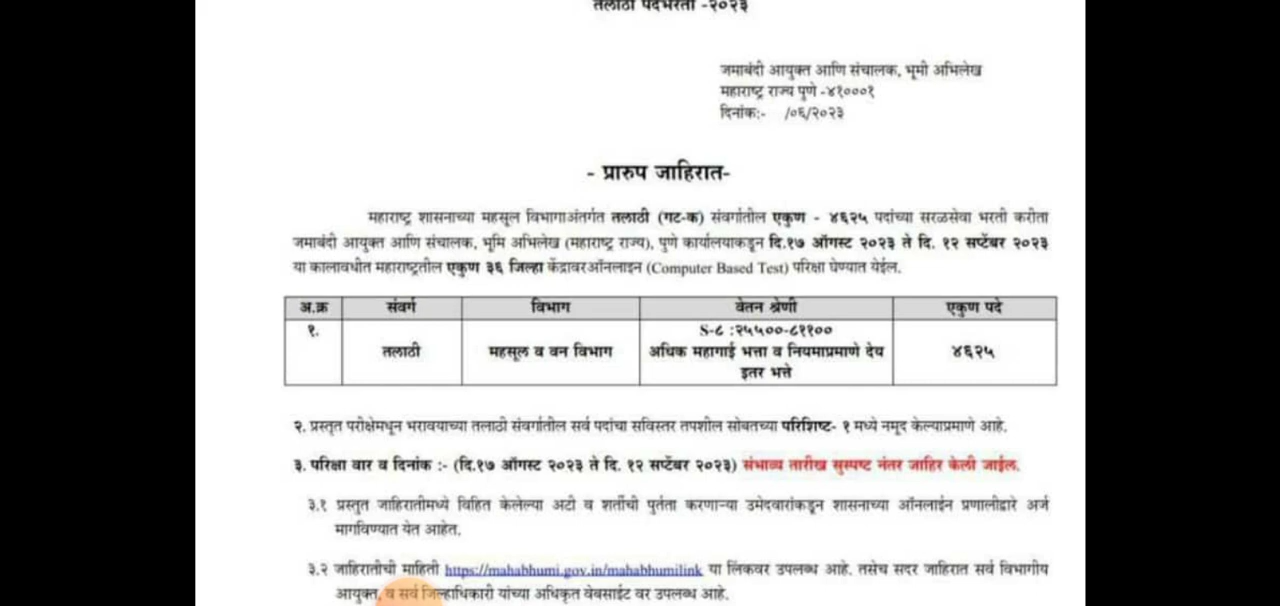 तलाठी पदभरती -२०२३
जमाबंदी आयुक्त आणि संचालक, भूमी अभिलेख
महाराष्ट्र राज्य पुणे -४१०००१
दिनांक:- /०६/२०२३
- प्रारुप जाहिरात-
महाराष्ट्र शासनाच्या महसूल विभागाअंतर्गत तलाठी (गट-क) संवर्गातील एकुण - ४६२५ पदांच्या सरळसेवा भरती करीता
जमाबंदी आयुक्त आणि संचालक, भूमि अभिलेख (महाराष्ट्र राज्य), पुणे कार्यालयाकडून दि.१७ ऑगस्ट २०२३ ते दि. १२ सप्टेंबर २०२३
या कालावधीत महाराष्ट्रतील एकुण ३६ जिल्हा केंद्रावरऑनलाइन (Computer Based Test) परिक्षा घेण्यात येईल.
अ.क्र संवर्ग विभाग वेतन श्रेणी एकुण पदे
१. S-८ :२५५००-८११००
तलाठी महसूल व वन विभाग अधिक महागाई भत्ता व नियमाप्रमाणे देय ४६२५
इतर भत्ते
२. प्रस्तृत परीक्षेमधून भरावयाच्या तलाठी संवर्गातील सर्व पदांचा सविस्तर तपशील सोबतच्या परिशिष्ट- १ मध्ये नमूद केल्याप्रमाणे आहे.
३. परिक्षा वार व दिनांक :- (दि.१७ ऑगस्ट २०२३ ते दि. १२ सप्टेंबर २०२३) संभाव्य तारीख सुस्पष्ट नंतर जाहिर केली जाईल.
३.१ प्रस्तृत जाहिरातीमध्ये विहित केलेल्या अटी व शर्तीची पुर्तता करणाऱ्या उमेदवारांकडून शासनाच्या ऑनलाईन प्रणालीद्वारे अर्ज
मागविण्यात येत आहेत.
३.२ जाहिरातीची माहिती https://mahabhumi.gov.in/mahabhumilink या लिंकवर उपलब्ध आहे. तसेच सदर जाहिरात सर्व विभागीय
आयुक्त, व सर्व जिल्हाधिकारी यांच्या अधिकृत वेबसाईट वर उपलब्ध आहे.